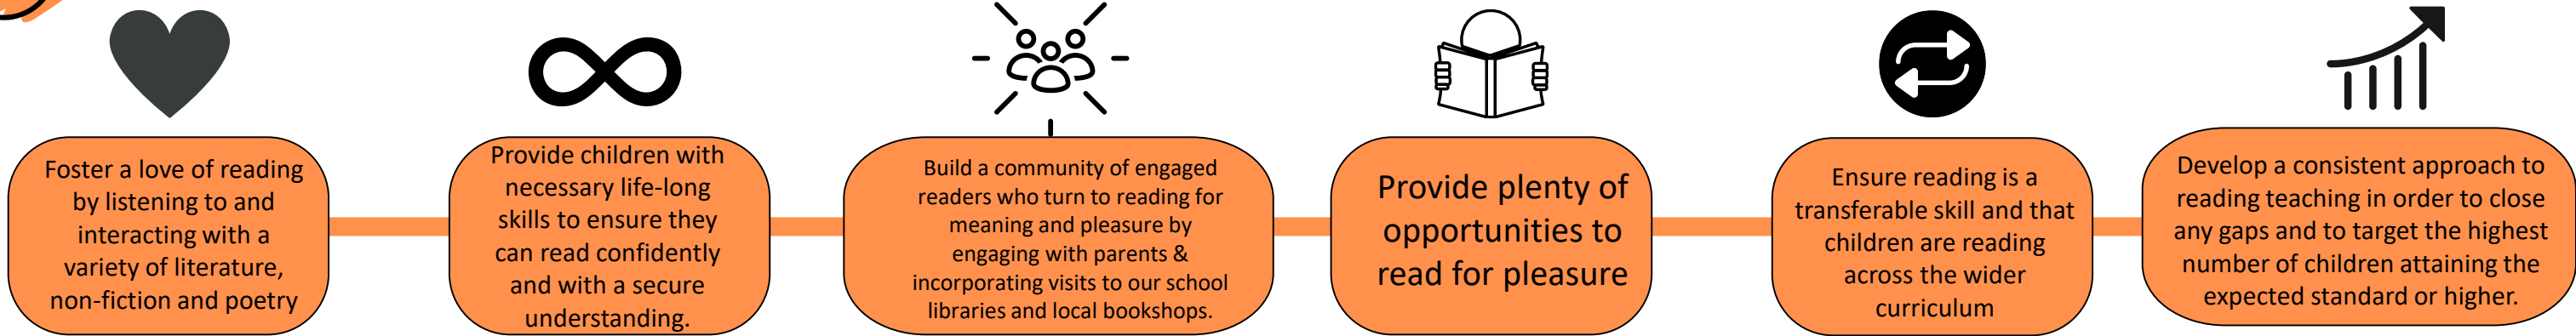 Foster a love of reading
by listening to and
interacting with a
variety of literature,
non-fiction and poetry
Provide children with
necessary life-long
skills to ensure they
can read confidently
and with a secure
understanding.
Build a community of engaged
readers who turn to reading for
meaning and pleasure by
engaging with parents &
incorporating visits to our school
libraries and local bookshops.
Provide plenty of
opportunities to
read for pleasure
Ensure reading is a
transferable skill and that
children are reading
across the wider
curriculum
Develop a consistent approach to
reading teaching in order to close
any gaps and to target the highest
number of children attaining the
expected standard or higher.